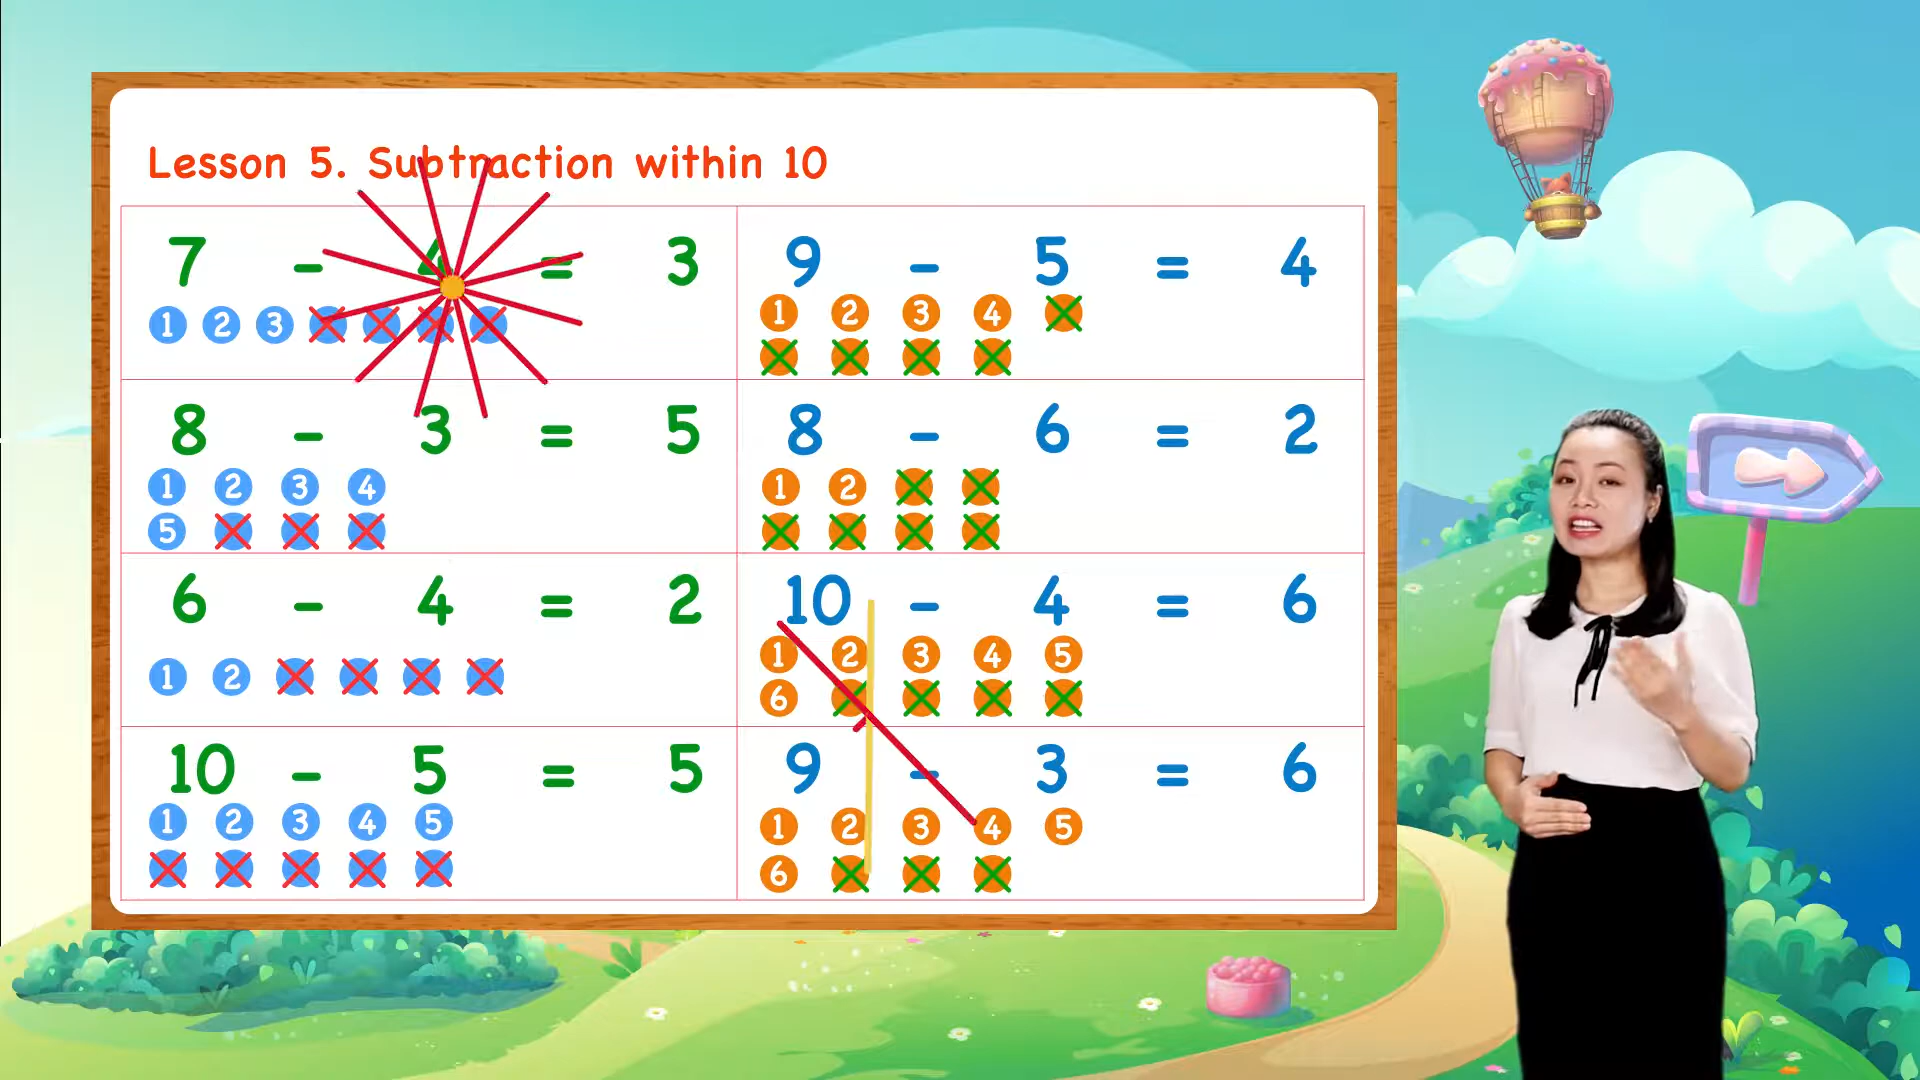 Lesson 5. Subtraction within 10
7 - 4 = 3
1 2 3
9 - 5 = 4
1 2 3 4
8 - 3 = 5
1 2 3 4
5
8 - 6 = 2
1 2
6 - 4 = 2
1 2
10 - 4 = 6
1 2 3 4 5
6
10 - 5 = 5
1 2 3 4 5
9 - 3 = 6
1 2 3 4 5
6